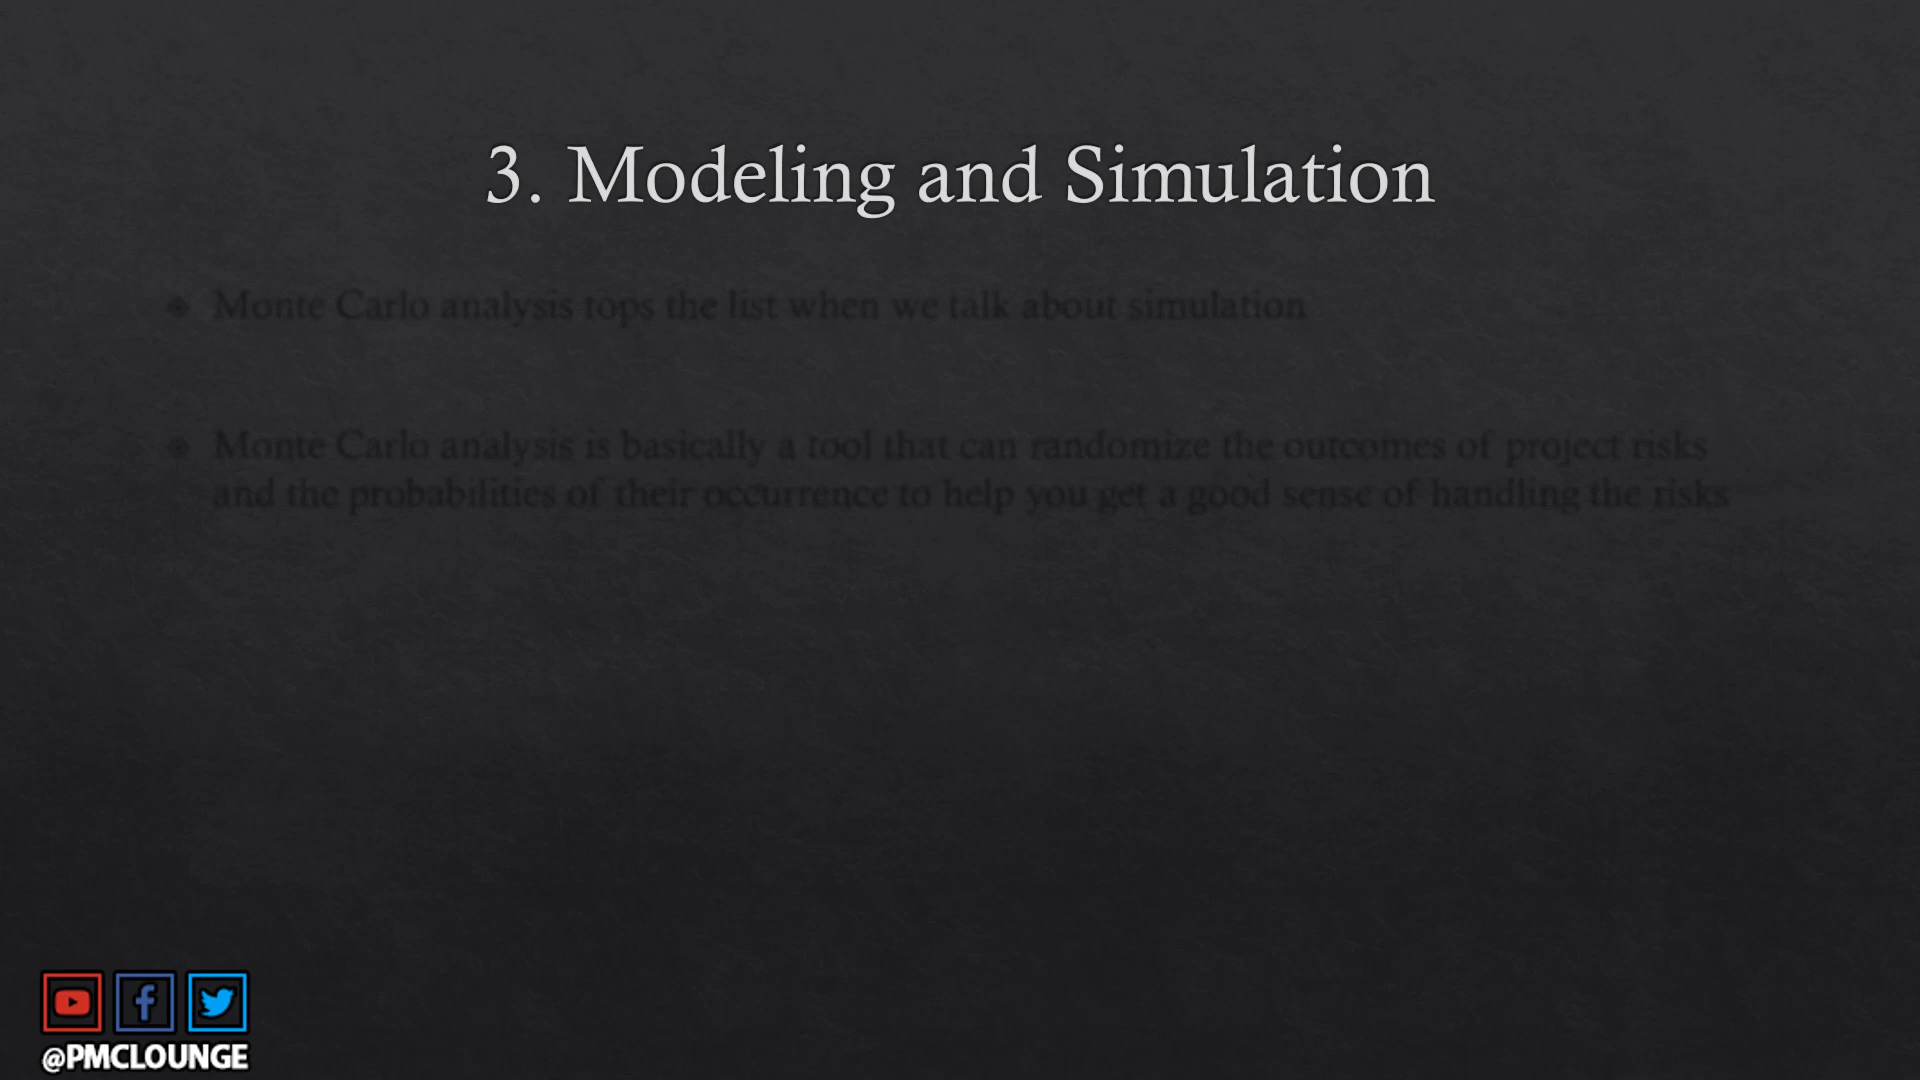 3. Modeling and Simulation
Monte Carlo analysis tops the list when we talk about simulation
Monte Carlo analysis is basically a tool that can randomize the outcomes of project risks
and the probabilities of their occurrence to help you get a good sense of handling the risks
@PMCLOUNGE